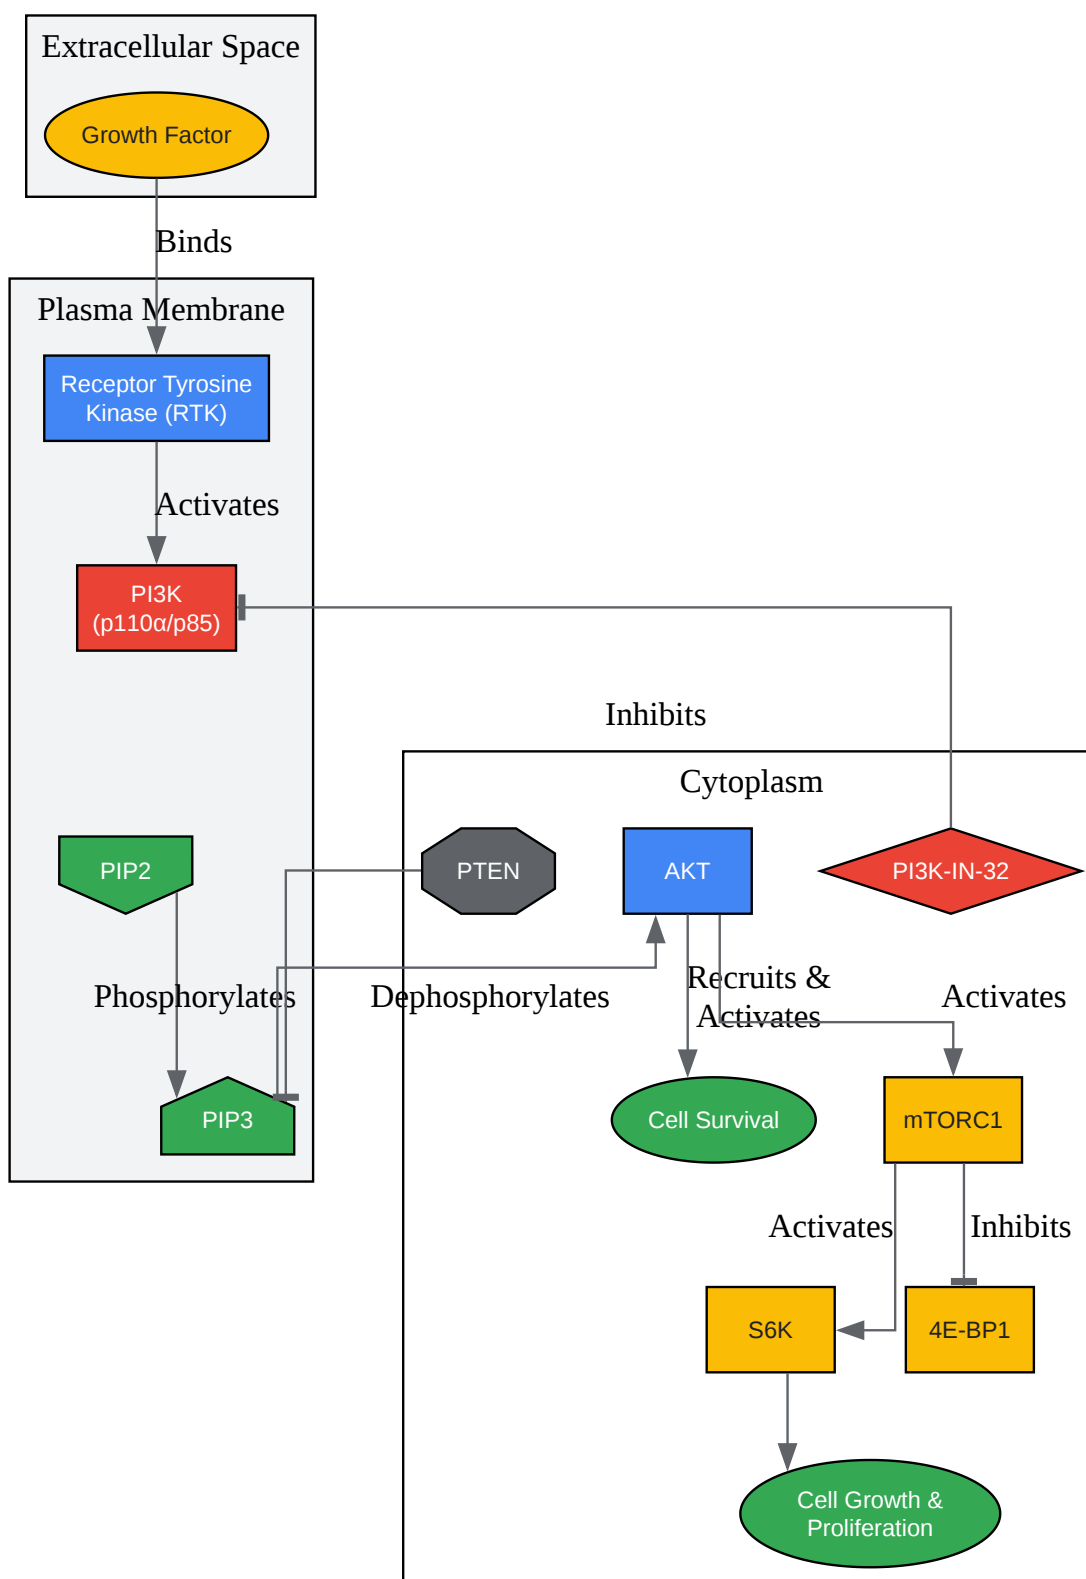 Extracellular Space
Growth Factor
Binds
Plasma Membrane
Receptor Tyrosine
Kinase (RTK)
Activates
PI3K
(p110α/p85)
Inhibits
Cytoplasm
PIP2
PTEN
AKT
PI3K-IN-32
Phosphorylates
Dephosphorylates
Recruits &
Activates
Activates
PIP3
Cell Survival
mTORC1
Activates
Inhibits
S6K
4E-BP1
Cell Growth &
Proliferation